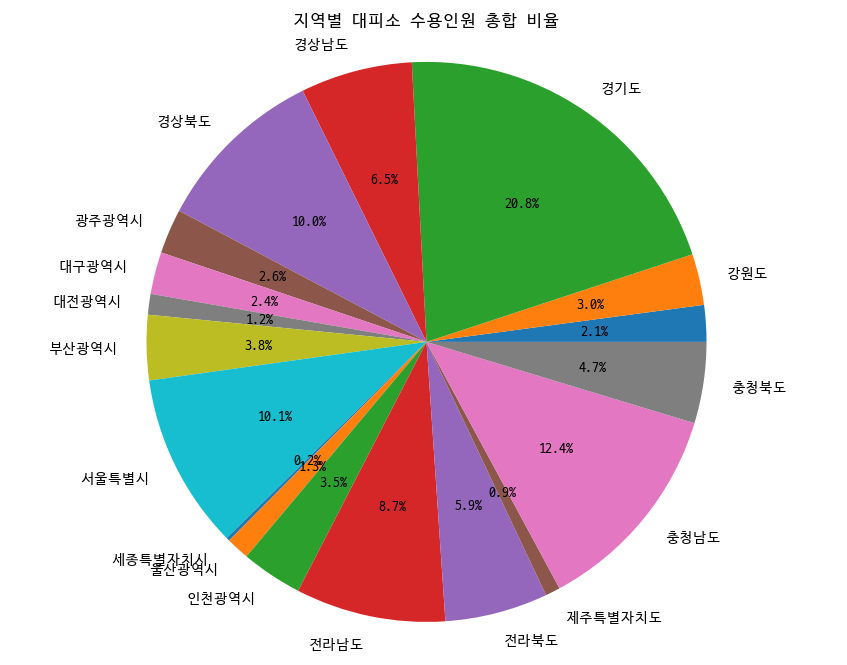 지역별 대피소 수용인원 총합 비율
경상남도
경기도
경상북도
6.5%
20.8%
10.0%
광주광역시
대구광역시
2.6%
강원도
대전광역시
2.4%
3.0%
1.2%
2.1%
부산광역시
3.8%
4.7%
충청북도
10.1%
12.4%
서울특별시
0.2%
1.3%
3.5%
0.9%
8.7%
5.9%
충청남도
세종특별자치시
울산광역시
인천광역시
제주특별자치도
전라남도
전라북도